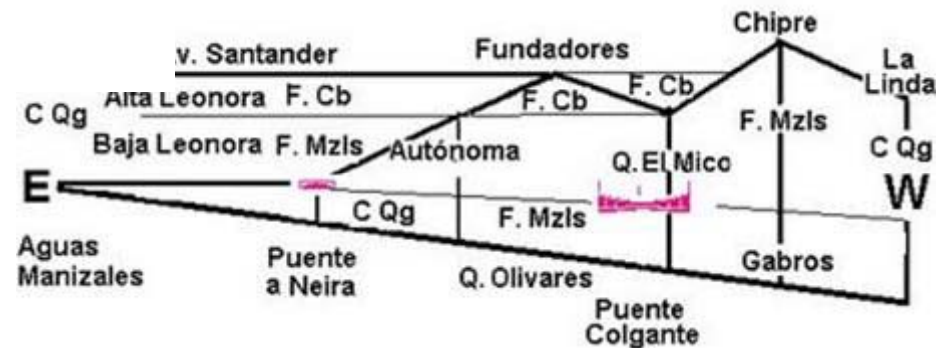 Chipre
v. Santander
Fundadores
La
Linda
Alta Leonora F. Cb
F. Cb
F. Cb
C Qg
F. Mzls
Baja Leonora F. Mzls
Autónoma
Q. El Mico
C Qg
E
W
C Qg
F. Mzls
Aguas
Manizales
Puente
a Neira
Q. Olivares
Gabros
Puente
Colgante